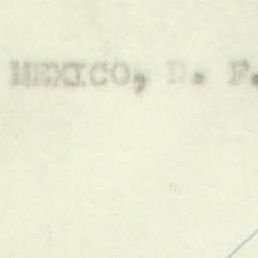 MEXICO, D. F.